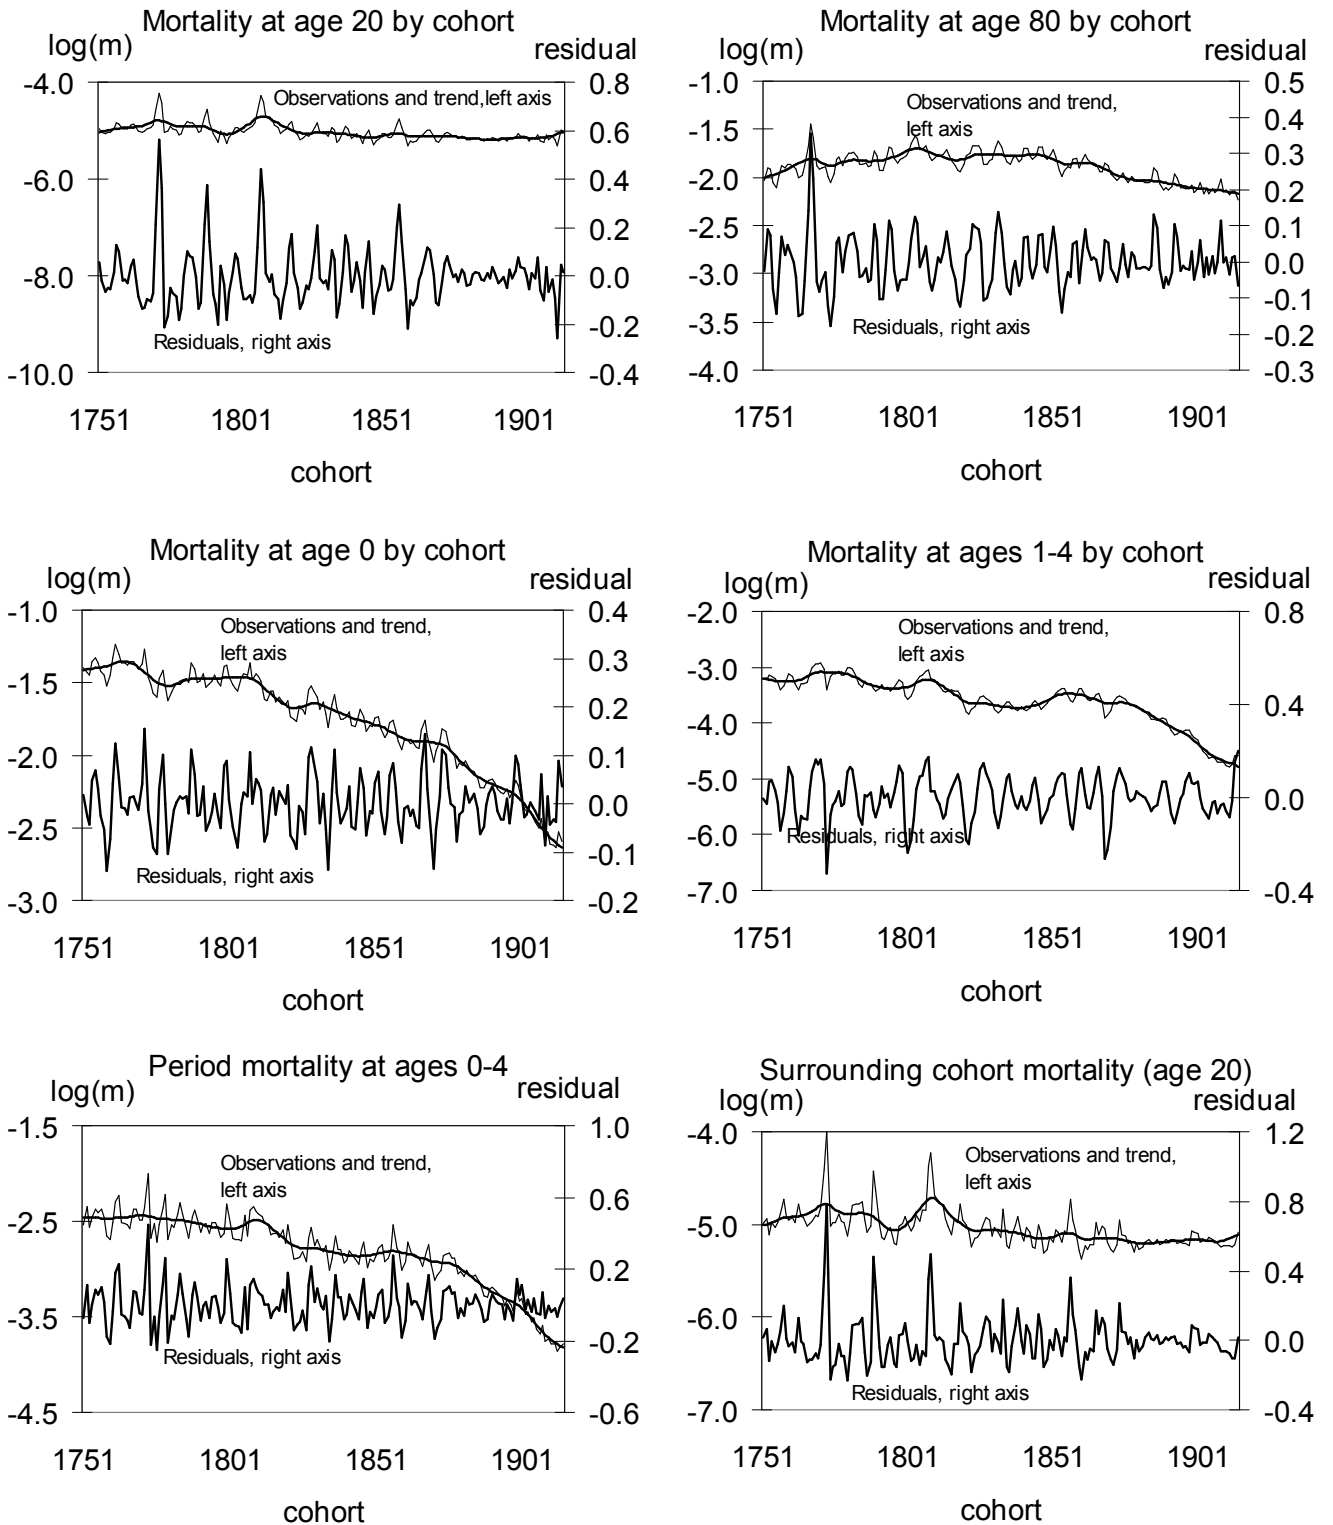 Mortality at age 20 by cohort
log(m)
residual
-4.0
-6.0
-8.0
-10.0
Observations and trend,left axis
Residuals, right axis
0.8
0.6
0.4
0.2
0.0
-0.2
-0.4
1751 1801 1851 1901
cohort
Mortality at age 80 by cohort
log(m)
residual
-1.0
-1.5
-2.0
-2.5
-3.0
-3.5
-4.0
Observations and trend,
left axis
Residuals, right axis
0.5
0.4
0.3
0.2
0.1
0.0
-0.1
-0.2
-0.3
1751 1801 1851 1901
cohort
Mortality at age 0 by cohort
log(m)
residual
-1.0
-1.5
-2.0
-2.5
-3.0
Observations and trend,
left axis
Residuals, right axis
0.4
0.3
0.2
0.1
0.0
-0.1
-0.2
1751 1801 1851 1901
cohort
Mortality at ages 1-4 by cohort
log(m)
residual
-2.0
-3.0
-4.0
-5.0
-6.0
-7.0
Observations and trend,
left axis
Residuals, right axis
0.8
0.4
0.0
-0.4
1751 1801 1851 1901
cohort
Period mortality at ages 0-4
log(m)
residual
-1.5
-2.5
-3.5
-4.5
Observations and trend,
left axis
Residuals, right axis
1.0
0.6
0.2
-0.2
-0.6
1751 1801 1851 1901
cohort
Surrounding cohort mortality (age 20)
log(m)
residual
-4.0
-5.0
-6.0
-7.0
Observations and trend,
left axis
Residuals, right axis
1.2
0.8
0.4
0.0
-0.4
1751 1801 1851 1901
cohort